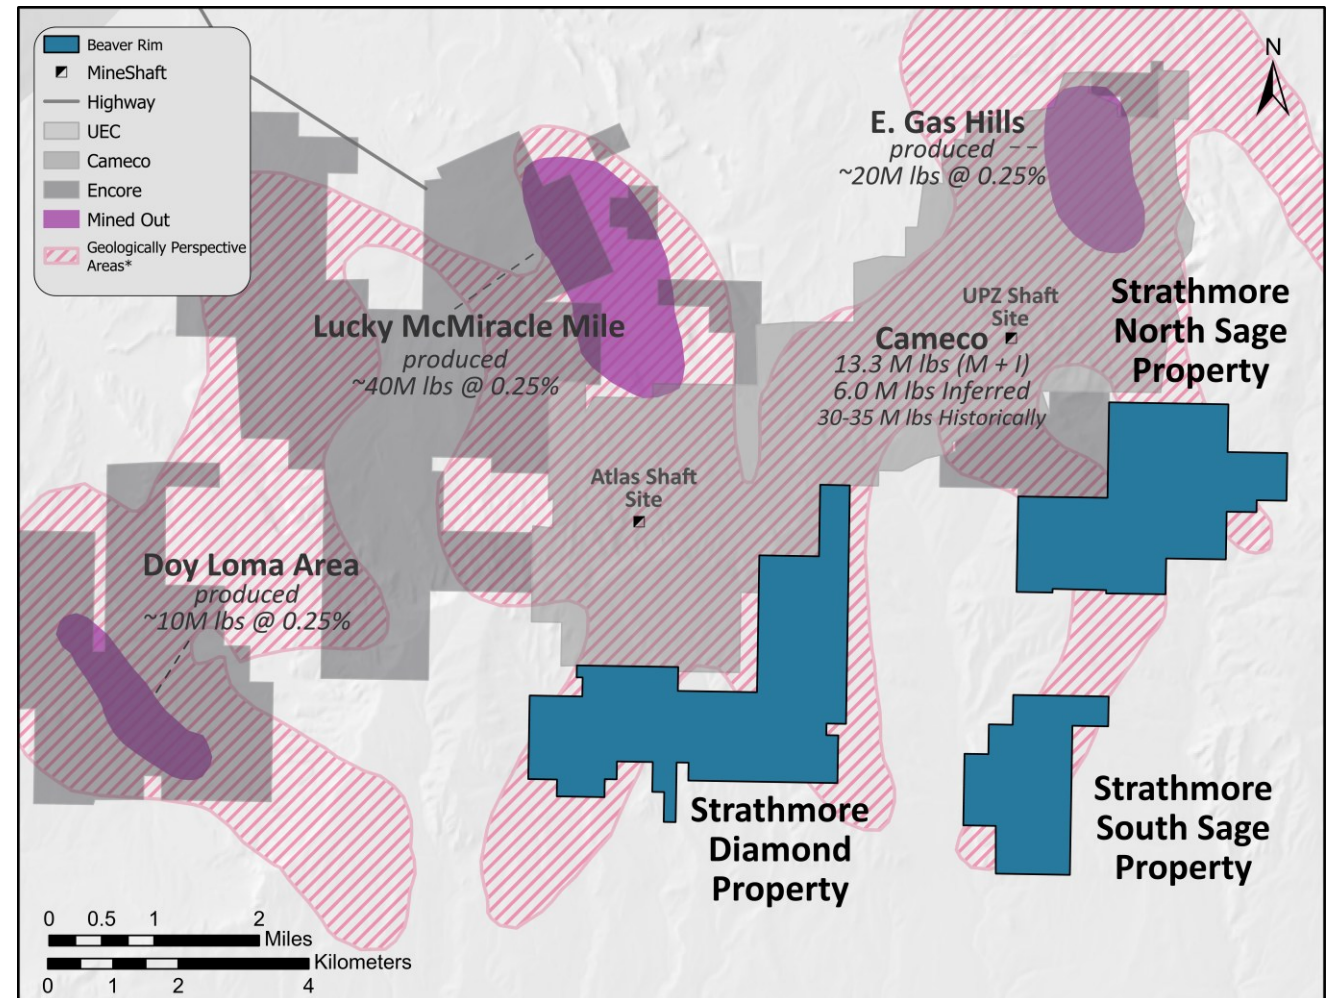 Beaver Rim
MineShaft
Highway
UEC
Cameco
Encore
Mined Out
Geologically Perspective
Areas*
N
E. Gas Hills
produced
~20M lbs @ 0.25%
Strathmore
North Sage
Property
UPZ Shaft
Site
Cameco
13.3 M lbs (M + I)
6.0 M lbs Inferred
30-35 M lbs Historically
Lucky McMiracle Mile
produced
~40M lbs @ 0.25%
Atlas Shaft
Site
Doy Loma Area
produced
~10M lbs @ 0.25%
Strathmore
Diamond
Property
Strathmore
South Sage
Property
0 0.5 1 2
Miles
Kilometers
0 1 2 4